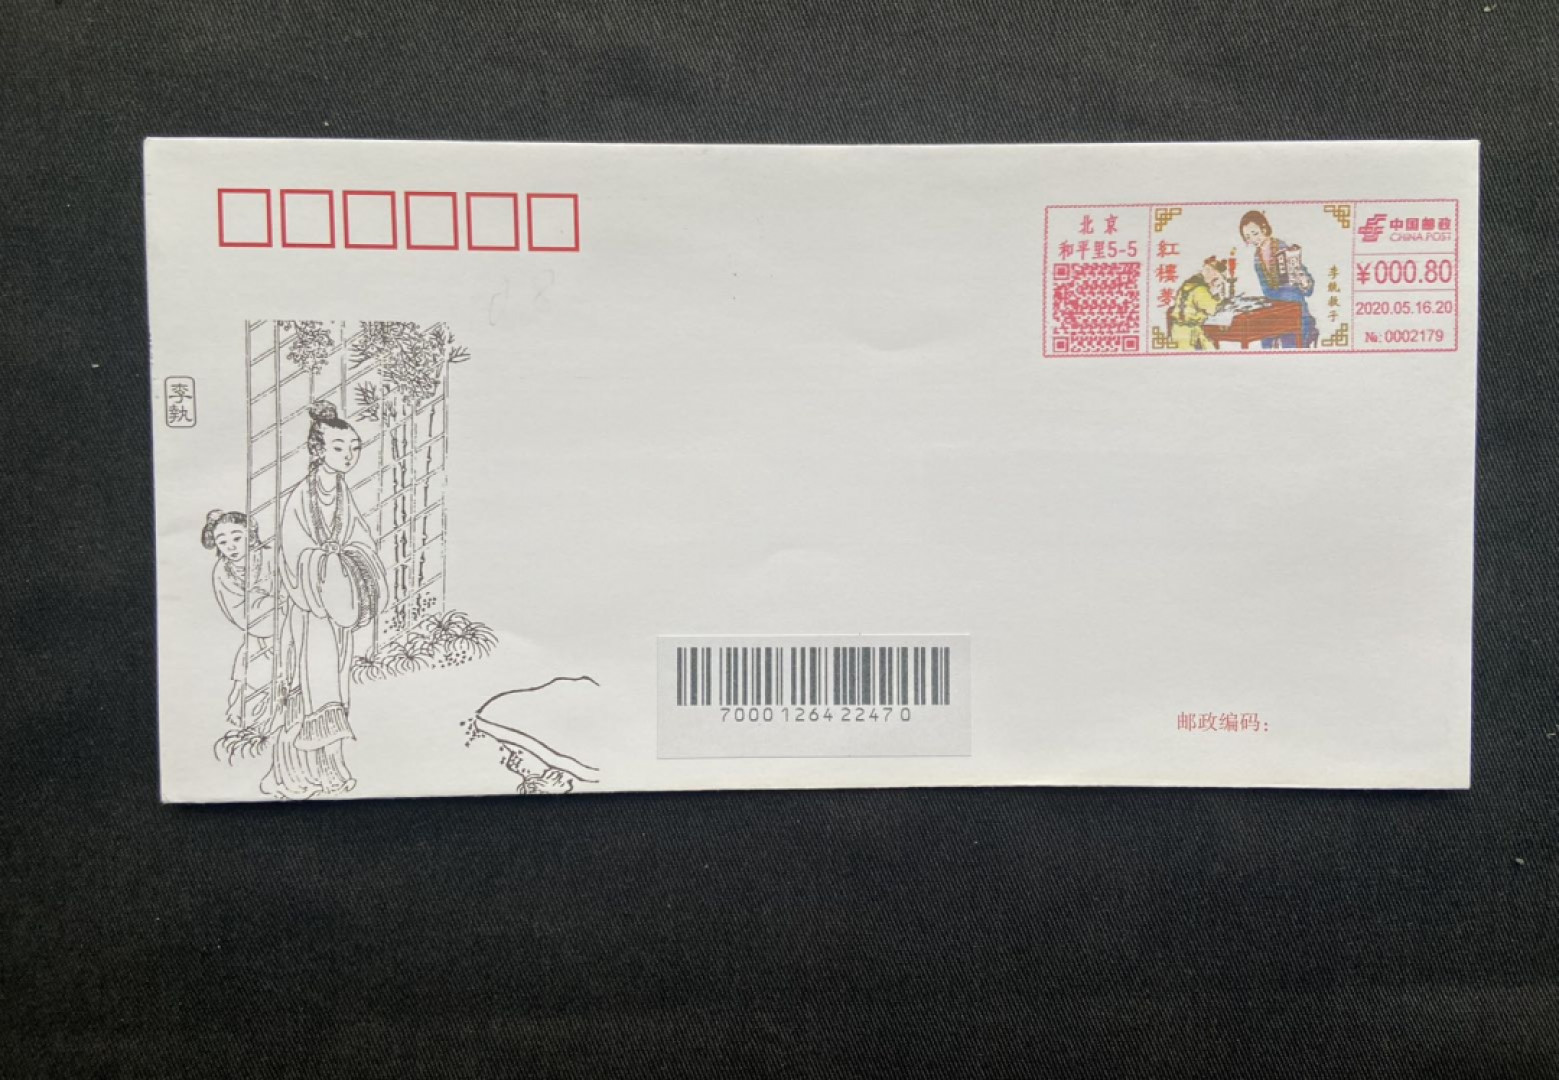 北京
和平里5-5
紅樓夢
李紈教子
中国邮政
CHINA POST
¥000.80
2020.05.16.20
№:0002179
李紈
7000126422470
邮政编码：